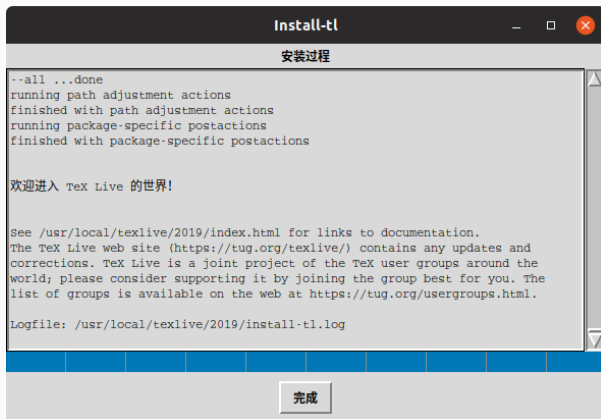 Install-tl
安装过程
--all ...done
running path adjustment actions
finished with path adjustment actions
running package-specific postactions
finished with package-specific postactions
欢迎进入 TeX Live 的世界！
See /usr/local/texlive/2019/index.html for links to documentation.
The TeX Live web site (https://tug.org/texlive/) contains any updates and
corrections. TeX Live is a joint project of the TeX user groups around the
world; please consider supporting it by joining the group best for you. The
list of groups is available on the web at https://tug.org/usergroups.html.
Logfile: /usr/local/texlive/2019/install-tl.log
完成